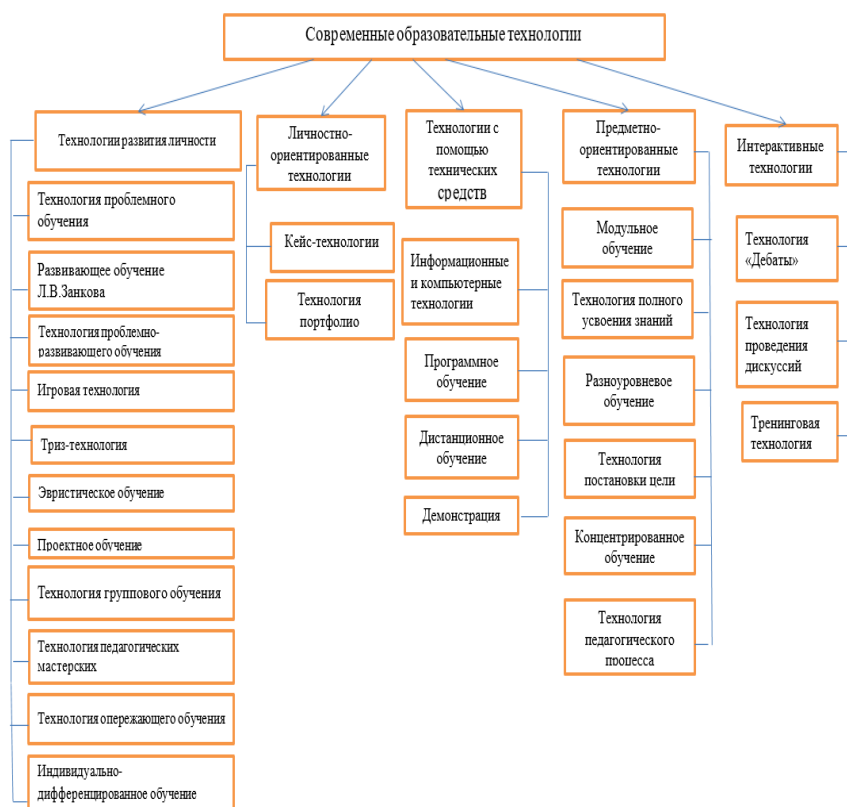 Современные образовательные технологии
Технологии развития личности
Технология проблемного
обучения
Развивающее обучение
Л.В.Занкова
Технология проблемно-
развивающего обучения
Игровая технология
Триз-технология
Эвристическое обучение
Проектное обучение
Технология группового обучения
Технология педагогических
мастерских
Технология опережающего обучения
Индивидуально-
дифференцированное обучение
Личностно-
ориентированные
технологии
Кейс-технологии
Технология
портфолио
Технологии с
помощью
технических
средств
Информационные
и компьютерные
технологии
Программное
обучение
Дистанционное
обучение
Демонстрация
Предметно-
ориентированные
технологии
Модульное
обучение
Технология полного
усвоения знаний
Разноуровневое
обучение
Технология
постановки цели
Концентрированное
обучение
Технология
педагогического
процесса
Интерактивные
технологии
Технология
«Дебаты»
Технология
проведения
дискуссий
Тренинговая
технология